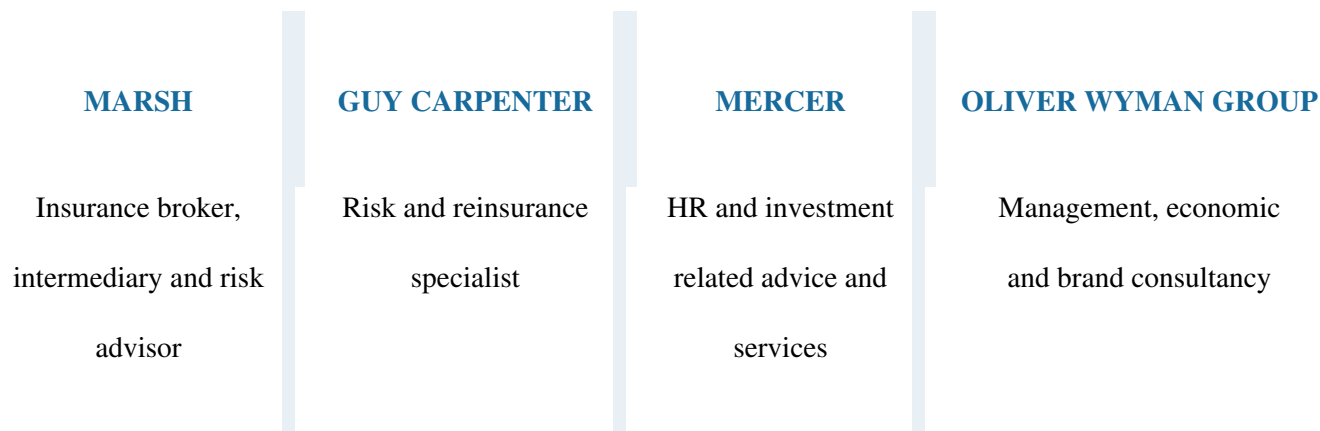 MARSH
GUY CARPENTER
MERCER
OLIVER WYMAN GROUP
Insurance broker,
intermediary and risk
advisor
Risk and reinsurance
specialist
HR and investment
related advice and
services
Management, economic
and brand consultancy